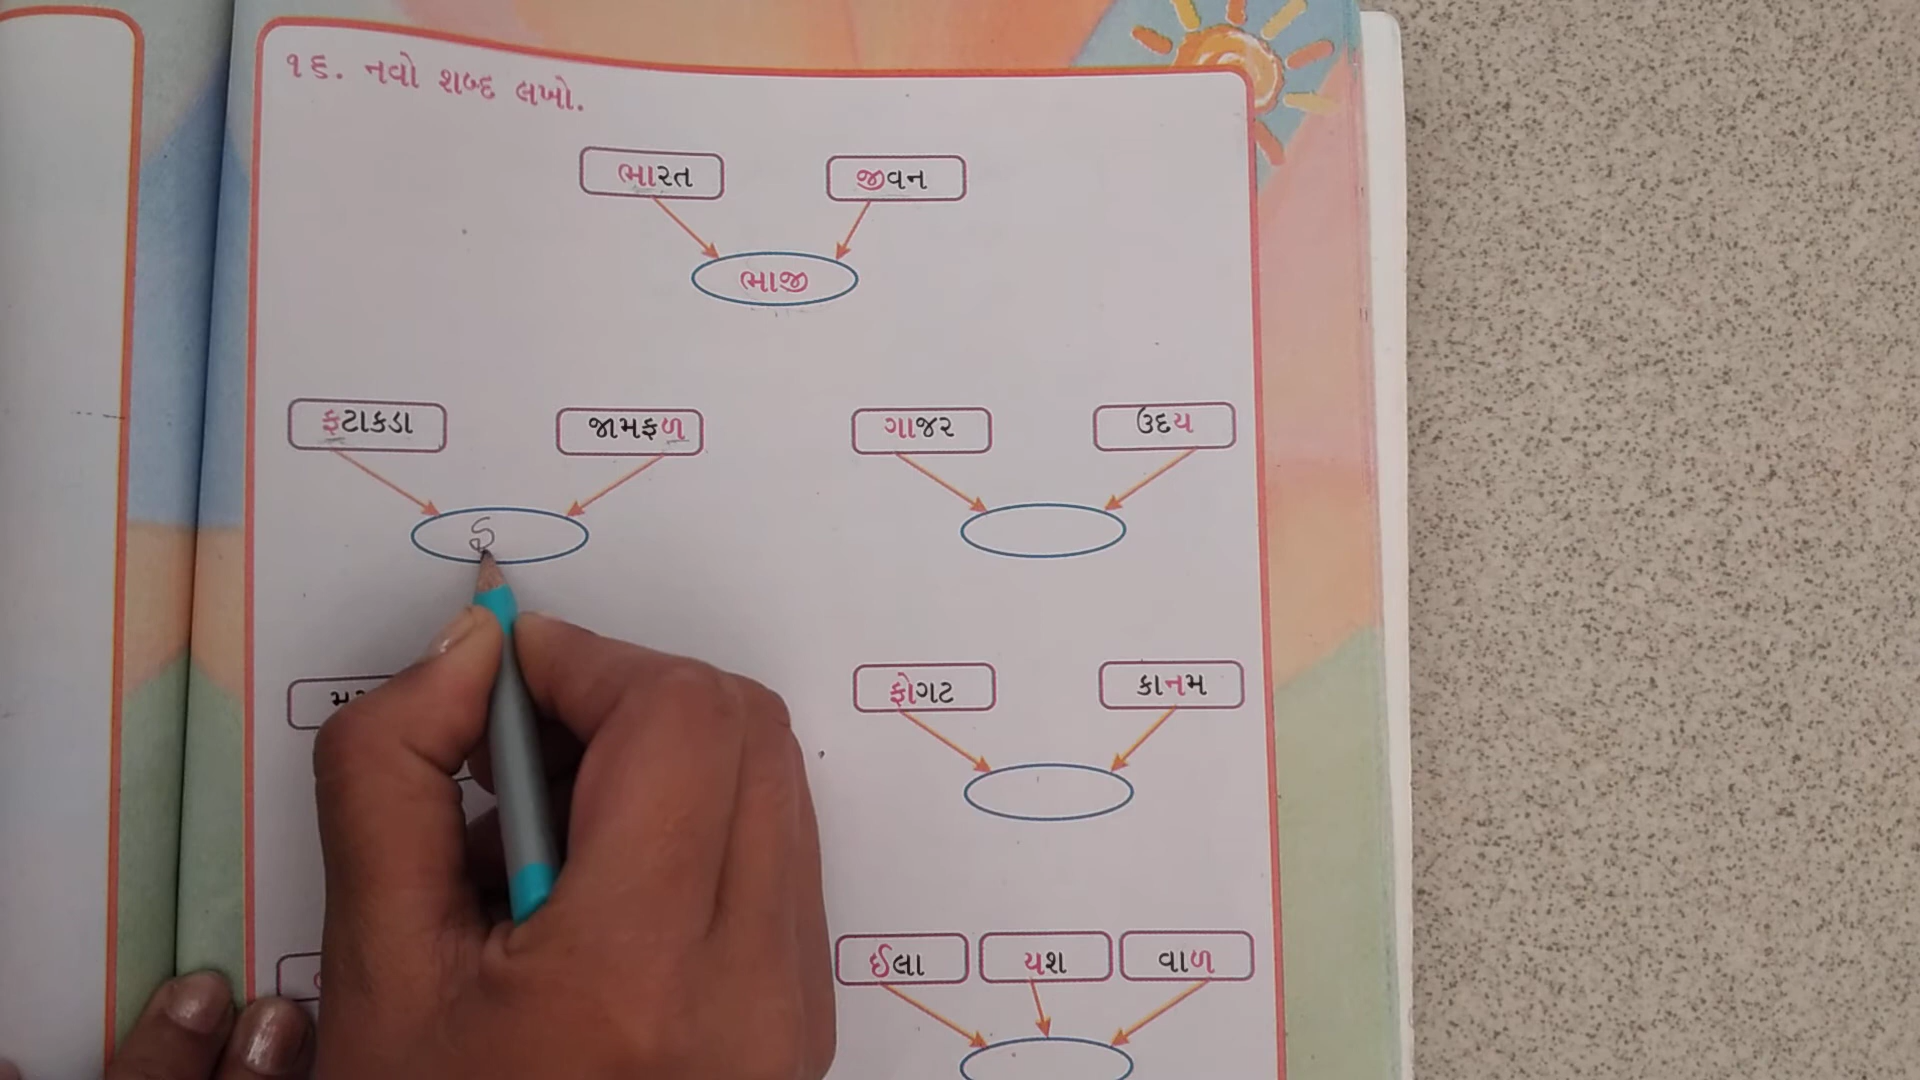 ૧૬. નવો શબ્દ લખો.
ભારત જીવન
ભાજી
ફટાકડા જામફળ ગાજર ઉદય
ફોગટ કાનમ
ઈલા યશ વાળ